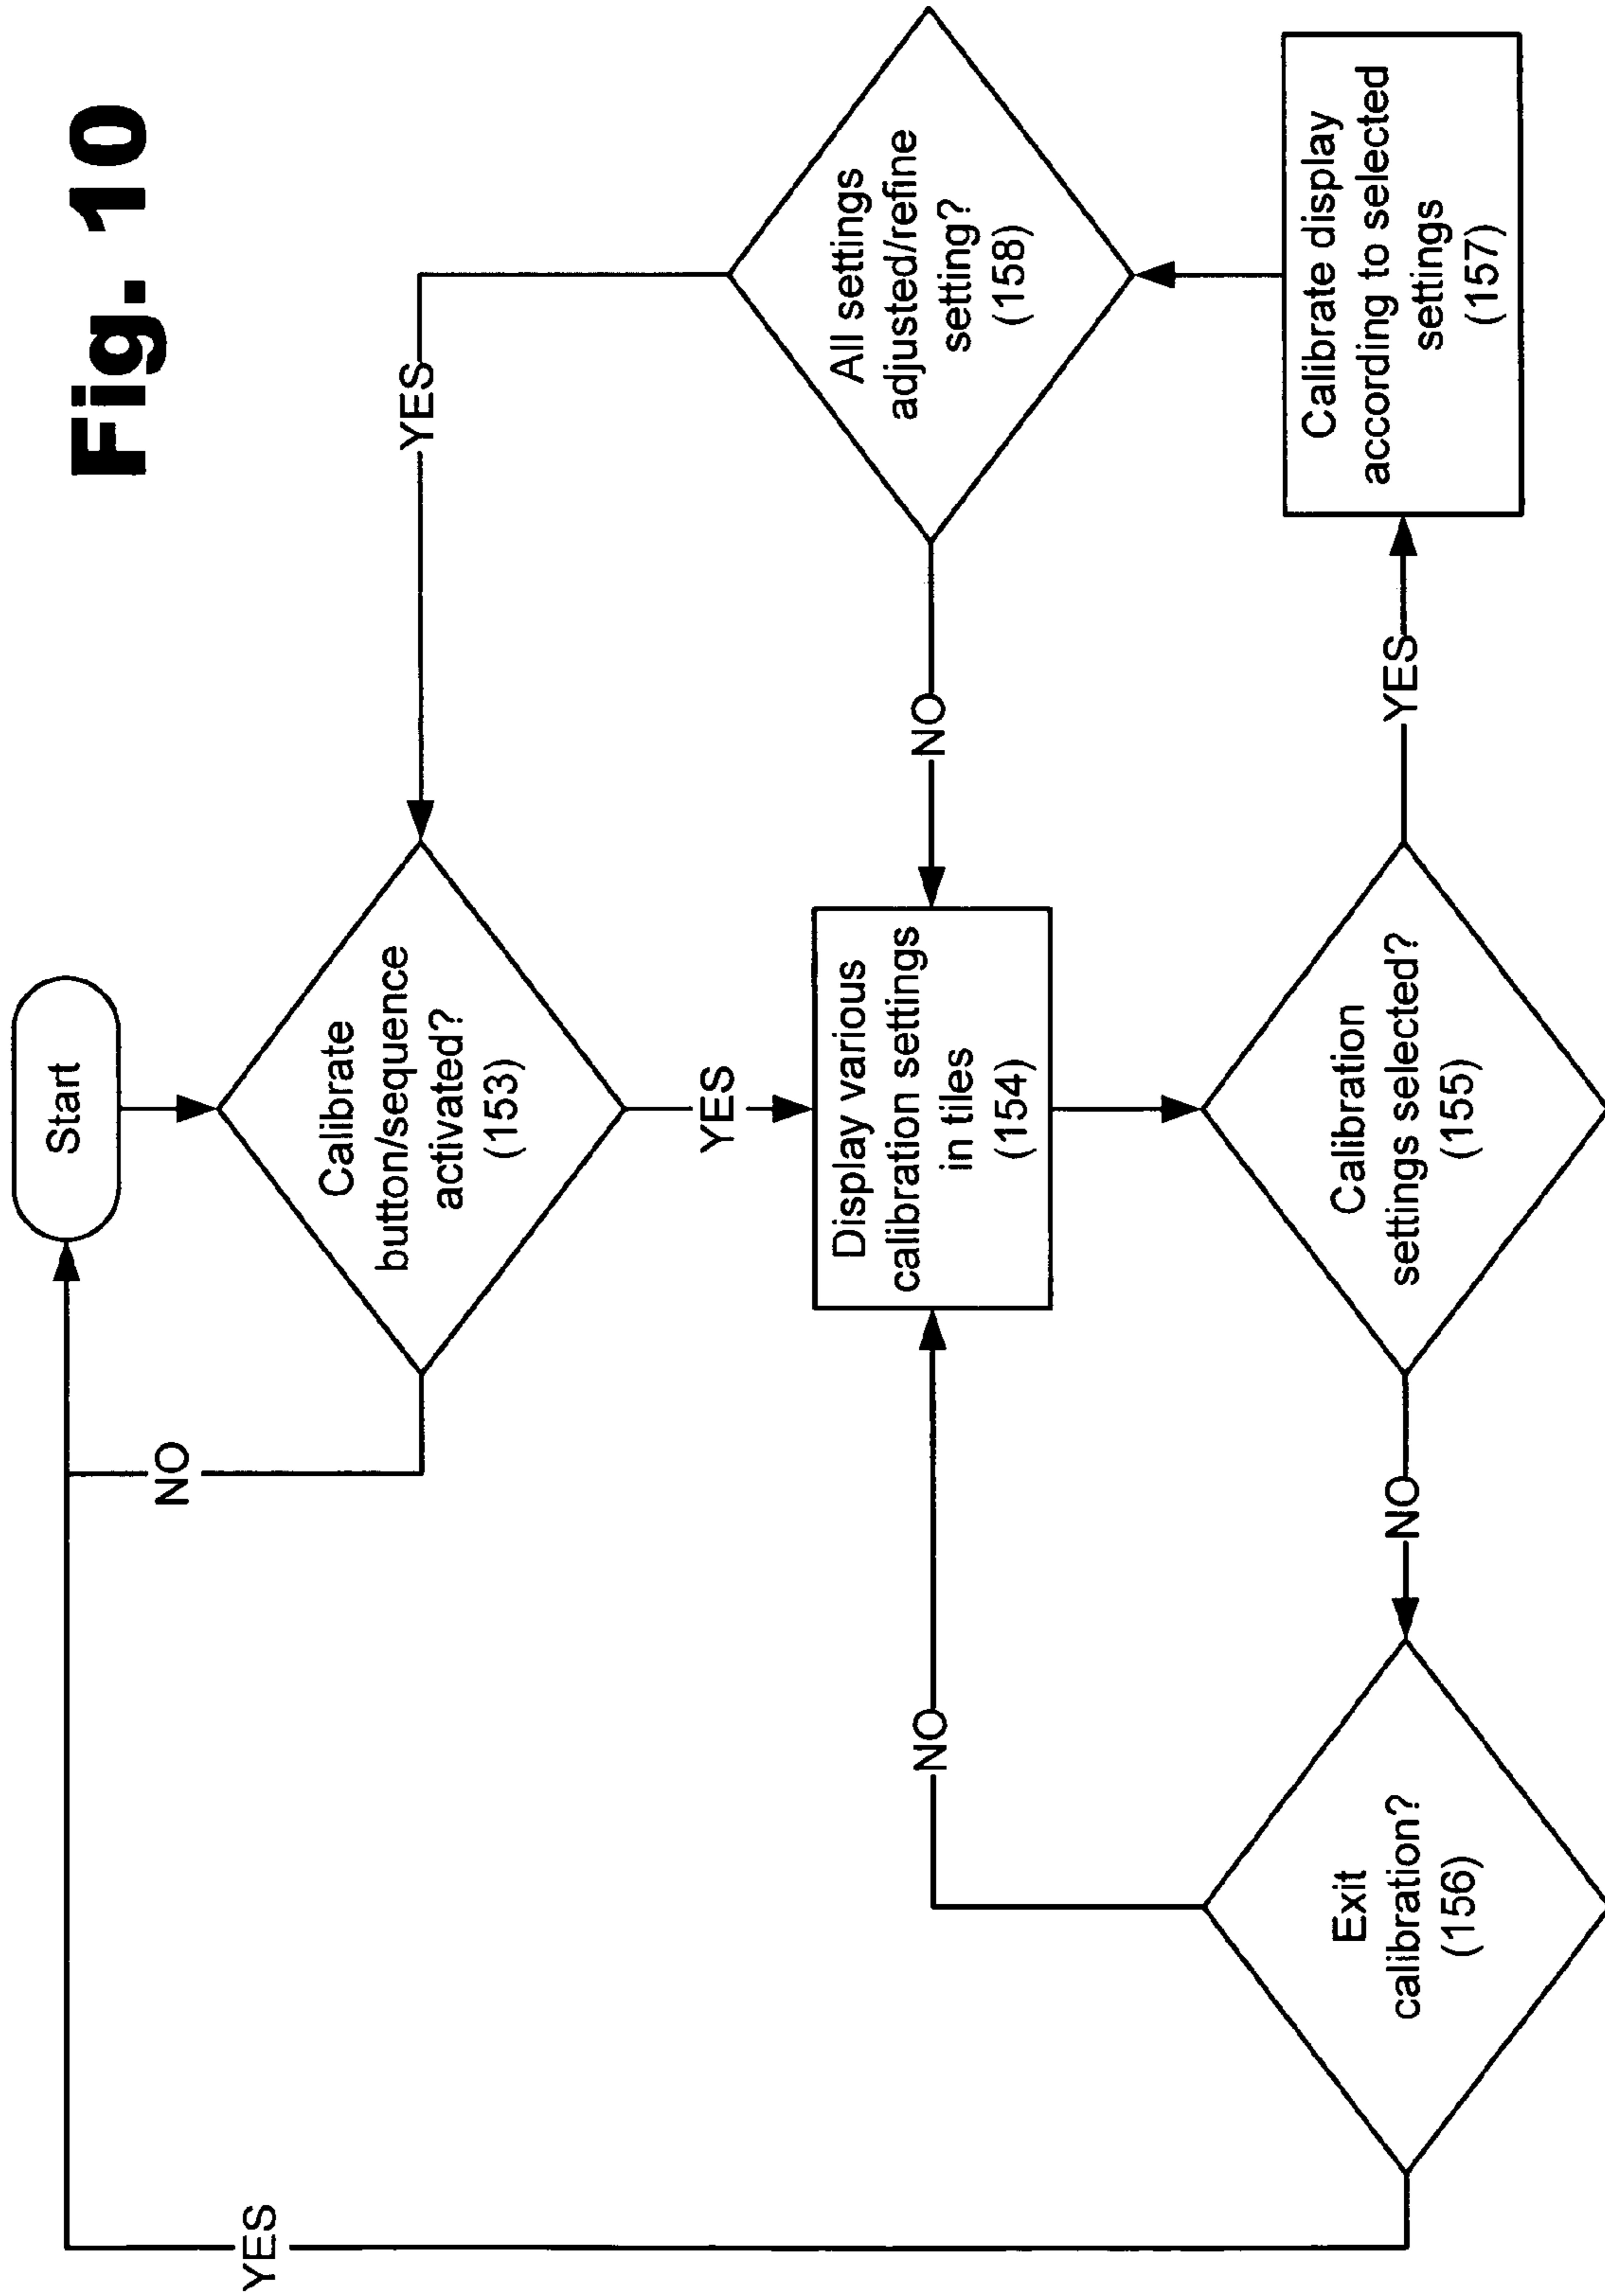 Fig. 10
Start
Calibrate
button/sequence
activated?
(153)
NO
YES
YES
Display various
calibration settings
in tiles
(154)
NO
NO
All settings
adjusted/refine
setting?
(158)
Calibration
settings selected?
(155)
NO
YES
Exit
calibration?
(156)
YES
Calibrate display
according to selected
settings
(157)